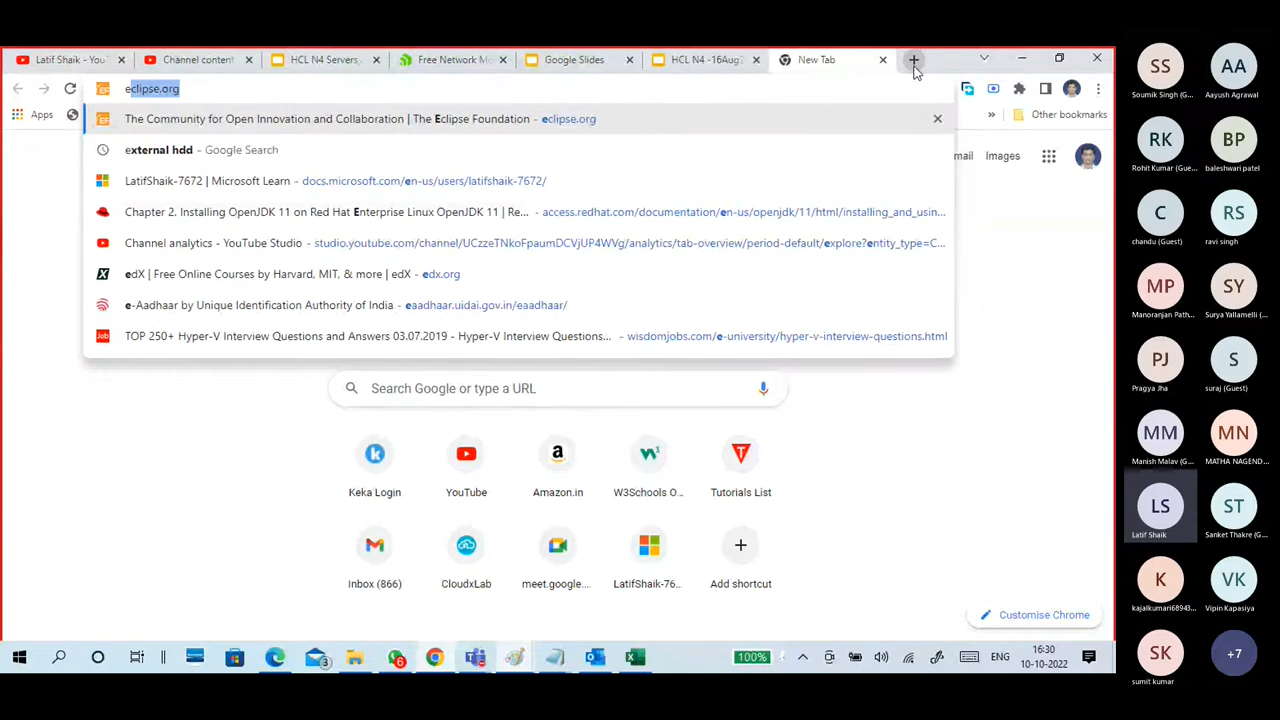 Latif Shaik - You
Channel content
HCL N4 Servers,
Free Network Mo
Google Slides
HCL N4 -16Aug2
New Tab
eclipse.org
Apps
Other bookmarks
The Community for Open Innovation and Collaboration | The Eclipse Foundation - eclipse.org
external hdd - Google Search
mail
Images
LatifShaik-7672 | Microsoft Learn - docs.microsoft.com/en-us/users/latifshaik-7672/
Chapter 2. Installing OpenJDK 11 on Red Hat Enterprise Linux OpenJDK 11 | Re... - access.redhat.com/documentation/en-us/openjdk/11/html/installing_and_usin...
Channel analytics - YouTube Studio - studio.youtube.com/channel/UCzzeTNkoFpaumDCVjUP4WVg/analytics/tab-overview/period-default/explore?entity_type=C...
edX | Free Online Courses by Harvard, MIT, & more | edX - edx.org
e-Aadhaar by Unique Identification Authority of India - eaadhaar.uidai.gov.in/eaadhaar/
TOP 250+ Hyper-V Interview Questions and Answers 03.07.2019 - Hyper-V Interview Questions... - wisdomjobs.com/e-university/hyper-v-interview-questions.html
Search Google or type a URL
Keka Login
YouTube
Amazon.in
W3Schools O...
Tutorials List
Inbox (866)
CloudxLab
meet.google....
LatifShaik-76...
Add shortcut
Customise Chrome
3
6
100%
ENG
16:30
10-10-2022
SS
Soumik Singh (G...
AA
Aayush Agrawal
RK
Rohit Kumar (Gue...
BP
baleshwari patel
C
chandu (Guest)
RS
ravi singh
MP
Manoranjan Path...
SY
Surya Yallamelli (...
PJ
Pragya Jha
S
suraj (Guest)
MM
Manish Malav (G...
MN
MATHA NAGEND...
LS
Latif Shaik
ST
Sanket Thakre (G...
K
kajalkumari68943...
VK
Vipin Kapasiya
SK
sumit kumar
+7